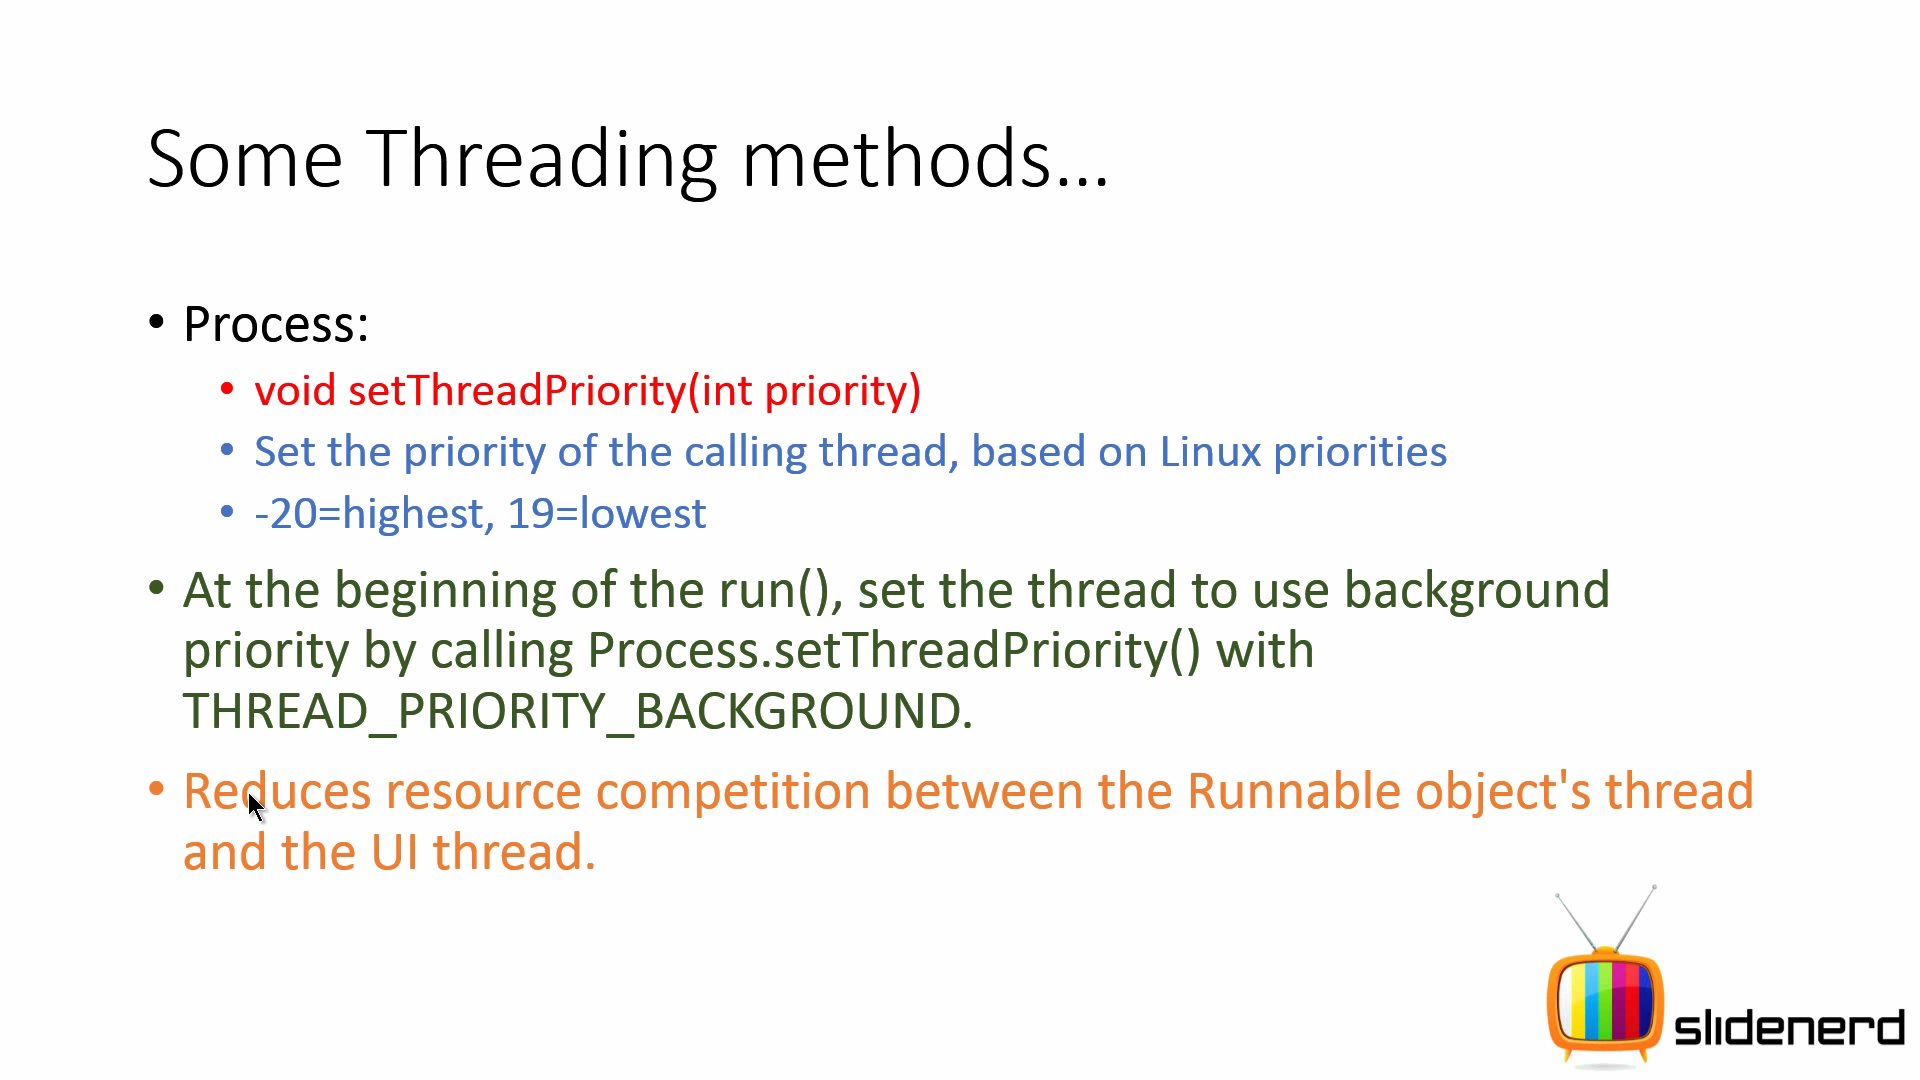 Some Threading methods...
• Process:
• void setThreadPriority(int priority)
• Set the priority of the calling thread, based on Linux priorities
• -20=highest, 19=lowest
• At the beginning of the run(), set the thread to use background
priority by calling Process.setThreadPriority() with
THREAD_PRIORITY_BACKGROUND.
• Reduces resource competition between the Runnable object's thread
and the UI thread.
slidenerd